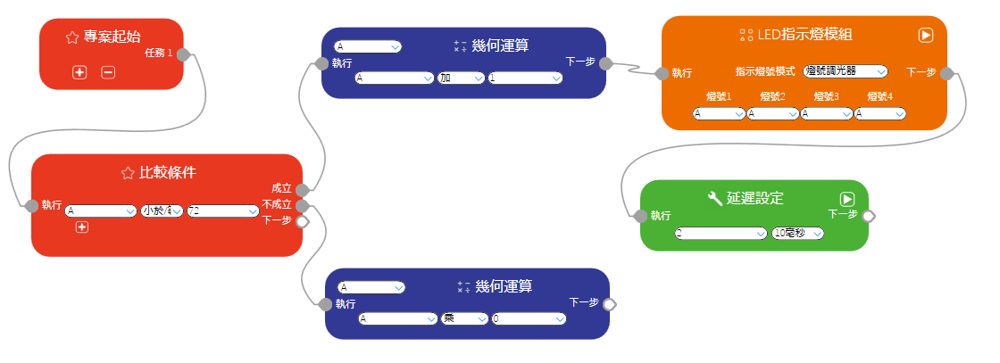 專案起始
任務 1
比較條件
成立
執行
A
72
不成立
下一步
A
幾何運算
執行
下一步
A
加
1
A
幾何運算
執行
下一步
A
乘
0
LED指示燈模組
執行
指示燈號模式
燈號調光器
下一步
燈號1 燈號2 燈號3 燈號4
A A A A
延遲設定
執行
下一步
2
10毫秒